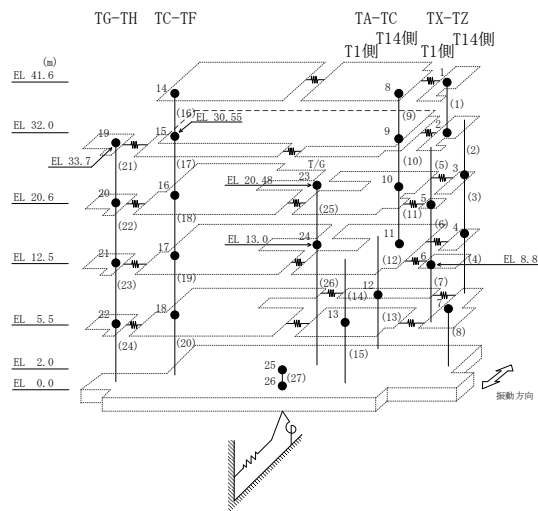 TG-TH TC-TF TA-TC TX-TZ
T14側 T14側
T1側 T1側
(m)
EL 41.6
14 8 1
(16) (9) (1)
EL 30.55
EL 32.0
19 15 9 2
(2)
EL 33.7
(21) (17) (10)
T/G
23 (5) 3
EL 20.48
16 10
(3)
EL 20.6
20 (18) (25) (11) 5
(22)
24 (6) 4
EL 13.0 11
EL 12.5
21 17 (12) 6 (4) EL 8.8
(23) (19) (26) (14) 12 (7)
EL 5.5
22 18 13 (13) 7
(24) (20) (15) (8)
EL 2.0
25
EL 0.0
26 (27)
振動方向